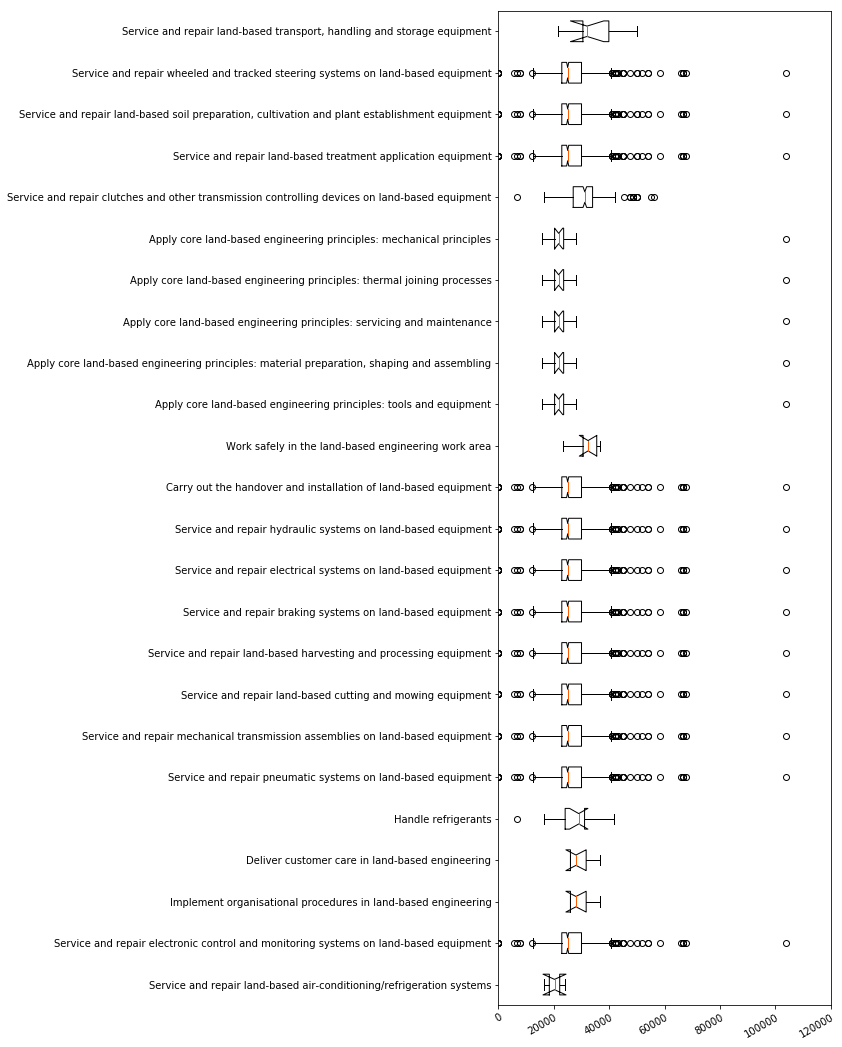 Service and repair land-based transport, handling and storage equipment
Service and repair wheeled and tracked steering systems on land-based equipment
Service and repair land-based soil preparation, cultivation and plant establishment equipment
Service and repair land-based treatment application equipment
Service and repair clutches and other transmission controlling devices on land-based equipment
Apply core land-based engineering principles: mechanical principles
Apply core land-based engineering principles: thermal joining processes
Apply core land-based engineering principles: servicing and maintenance
Apply core land-based engineering principles: material preparation, shaping and assembling
Apply core land-based engineering principles: tools and equipment
Work safely in the land-based engineering work area
Carry out the handover and installation of land-based equipment
Service and repair hydraulic systems on land-based equipment
Service and repair electrical systems on land-based equipment
Service and repair braking systems on land-based equipment
Service and repair land-based harvesting and processing equipment
Service and repair land-based cutting and mowing equipment
Service and repair mechanical transmission assemblies on land-based equipment
Service and repair pneumatic systems on land-based equipment
Handle refrigerants
Deliver customer care in land-based engineering
Implement organisational procedures in land-based engineering
Service and repair electronic control and monitoring systems on land-based equipment
Service and repair land-based air-conditioning/refrigeration systems
0 20000 40000 60000 80000 100000 120000